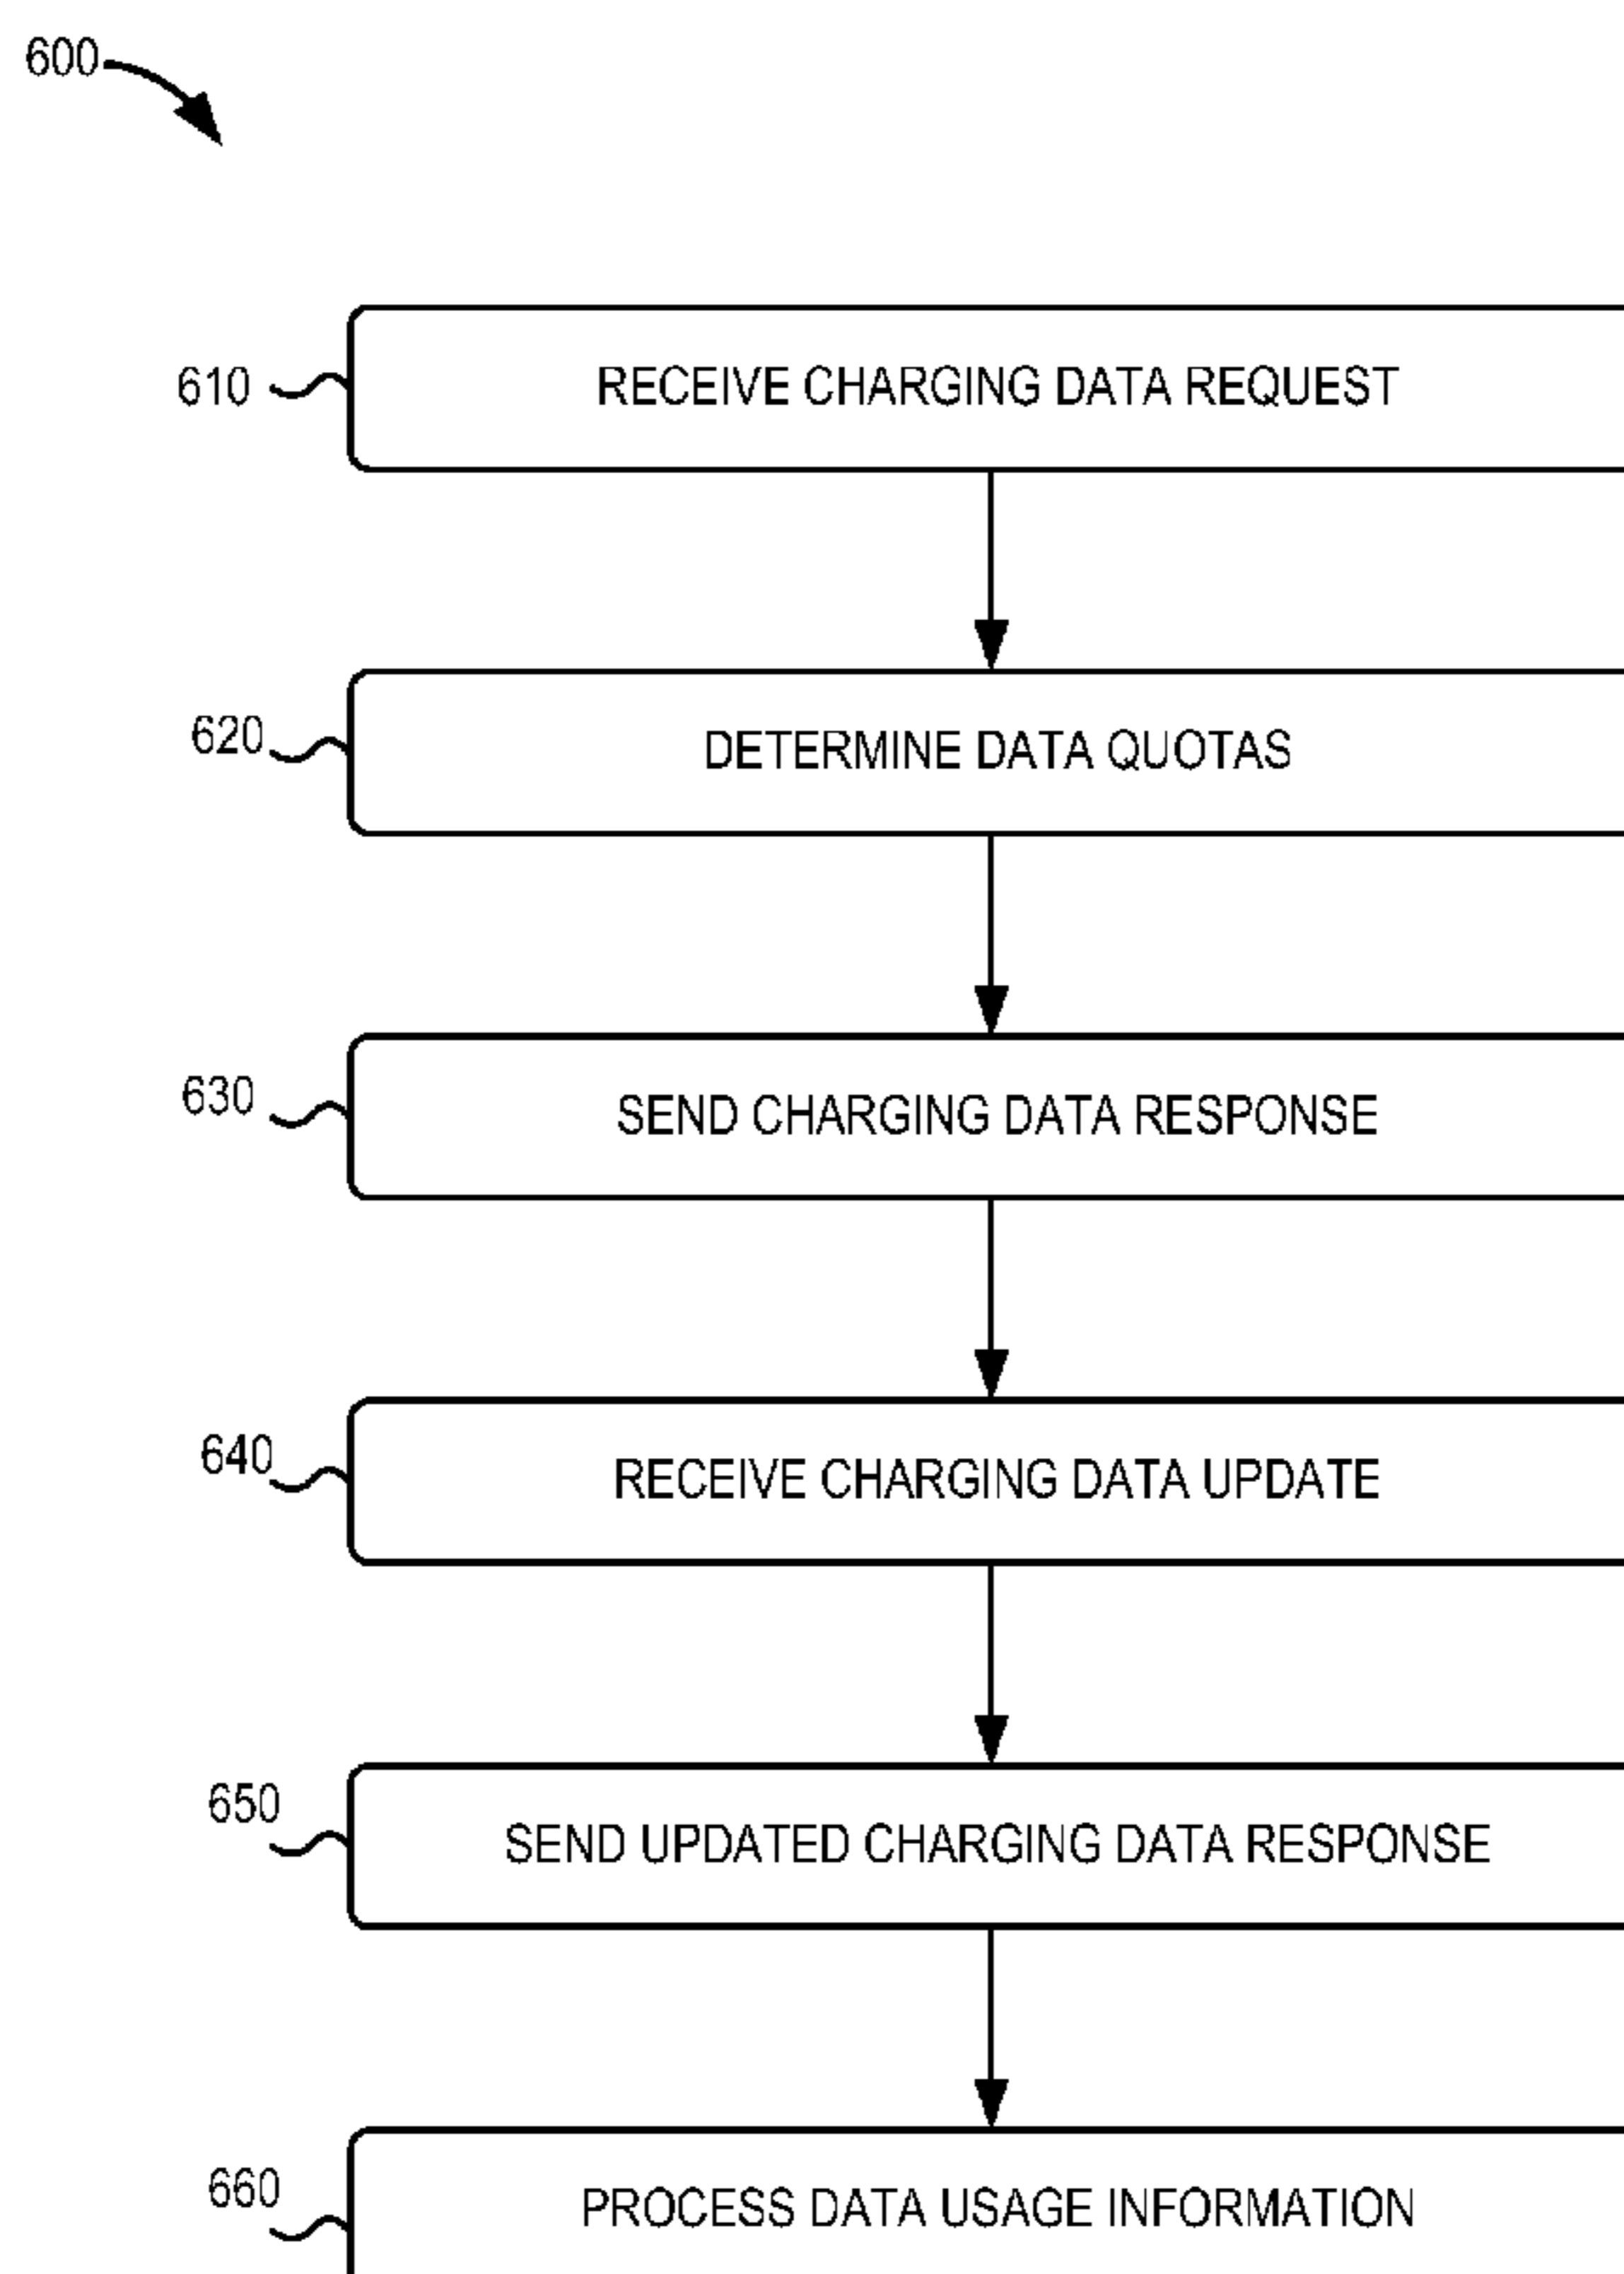 600
610 RECEIVE CHARGING DATA REQUEST
620 DETERMINE DATA QUOTAS
630 SEND CHARGING DATA RESPONSE
640 RECEIVE CHARGING DATA UPDATE
650 SEND UPDATED CHARGING DATA RESPONSE
660 PROCESS DATA USAGE INFORMATION